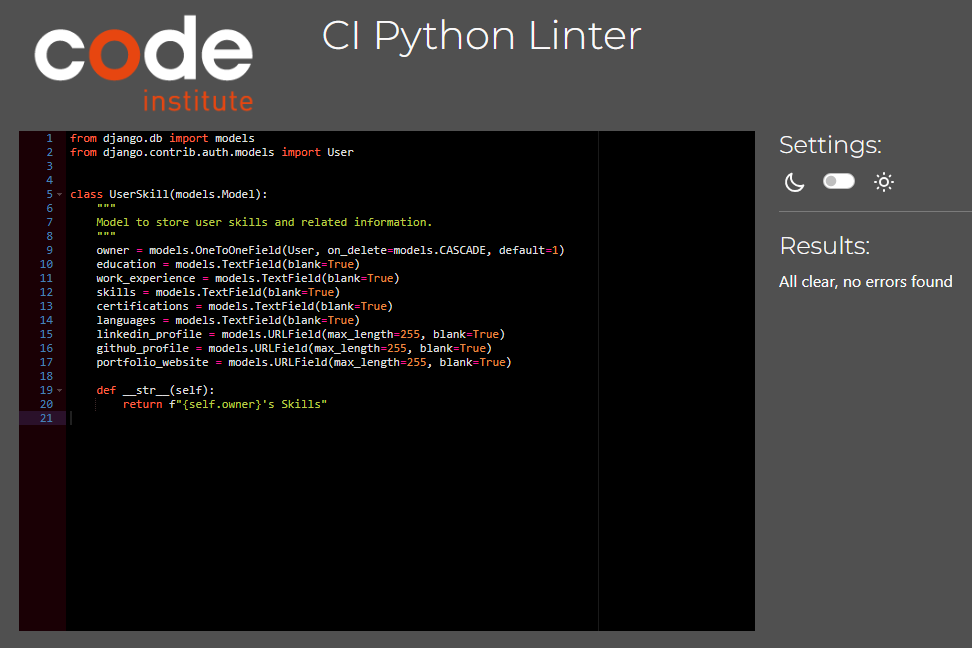 code
institute
CI Python Linter
1 from django.db import models
2 from django.contrib.auth.models import User
3
4
5 class UserSkill(models.Model):
6     """
7     Model to store user skills and related information.
8     """
9     owner = models.OneToOneField(User, on_delete=models.CASCADE, default=1)
10     education = models.TextField(blank=True)
11     work_experience = models.TextField(blank=True)
12     skills = models.TextField(blank=True)
13     certifications = models.TextField(blank=True)
14     languages = models.TextField(blank=True)
15     linkedin_profile = models.URLField(max_length=255, blank=True)
16     github_profile = models.URLField(max_length=255, blank=True)
17     portfolio_website = models.URLField(max_length=255, blank=True)
18
19     def __str__(self):
20         return f"{self.owner}'s Skills"
21
Settings:
Results:
All clear, no errors found